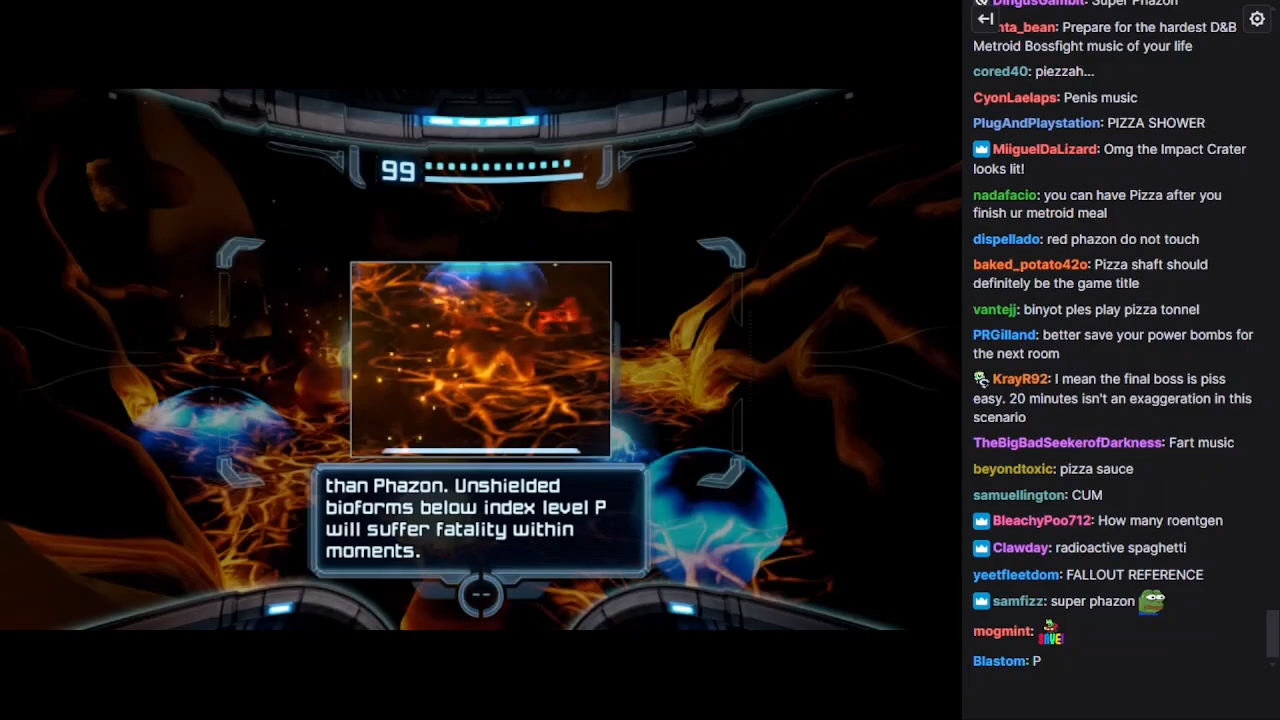 99
than Phazon. Unshielded
bioforms below index level P
will suffer fatality within
moments.
--
DingusGambit: Super Phazon
nta_bean: Prepare for the hardest D&B
Metroid Bossfight music of your life
cored40: piezzah...
CyonLaelaps: Penis music
PlugAndPlaystation: PIZZA SHOWER
MiiguelDaLizard: Omg the Impact Crater
looks lit!
nadafacio: you can have Pizza after you
finish ur metroid meal
dispellado: red phazon do not touch
baked_potato42o: Pizza shaft should
definitely be the game title
vantejj: binyot ples play pizza tonnel
PRGilland: better save your power bombs for
the next room
KrayR92: I mean the final boss is piss
easy. 20 minutes isn't an exaggeration in this
scenario
TheBigBadSeekerofDarkness: Fart music
beyondtoxic: pizza sauce
samuellington: CUM
BleachyPoo712: How many roentgen
Clawday: radioactive spaghetti
yeetfleetdom: FALLOUT REFERENCE
samfizz: super phazon
mogmint:
Blastom: P